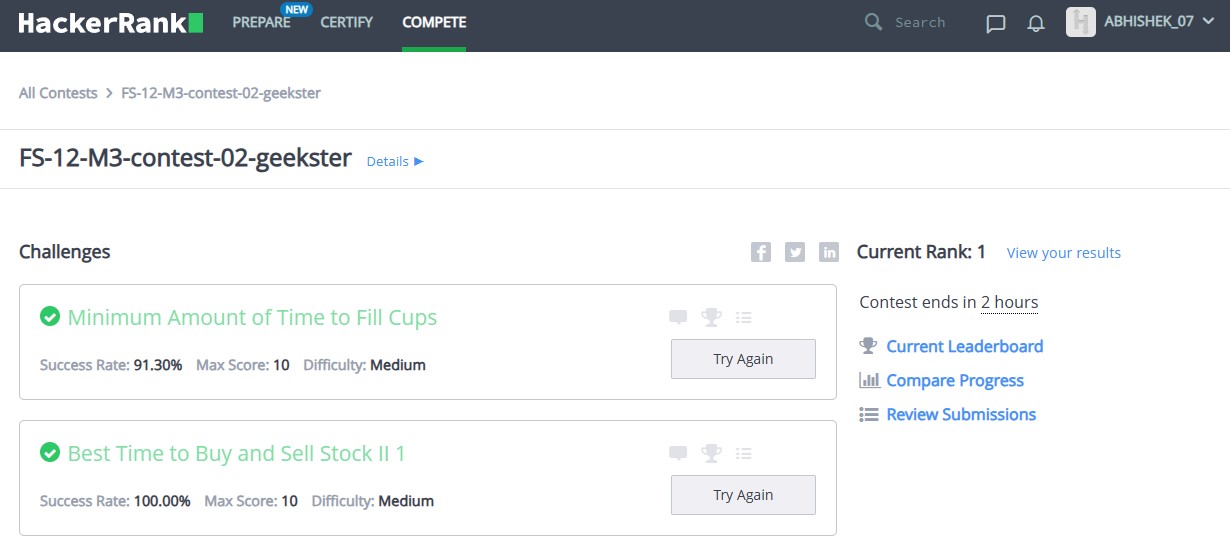 HackerRank PREPARE NEW CERTIFY COMPETE Search ABHISHEK_07
All Contests > FS-12-M3-contest-02-geekster
FS-12-M3-contest-02-geekster Details ▶
Challenges
Minimum Amount of Time to Fill Cups
Success Rate: 91.30% Max Score: 10 Difficulty: Medium
Try Again
Best Time to Buy and Sell Stock II 1
Success Rate: 100.00% Max Score: 10 Difficulty: Medium
Try Again
Current Rank: 1 View your results
Contest ends in 2 hours
Current Leaderboard
Compare Progress
Review Submissions